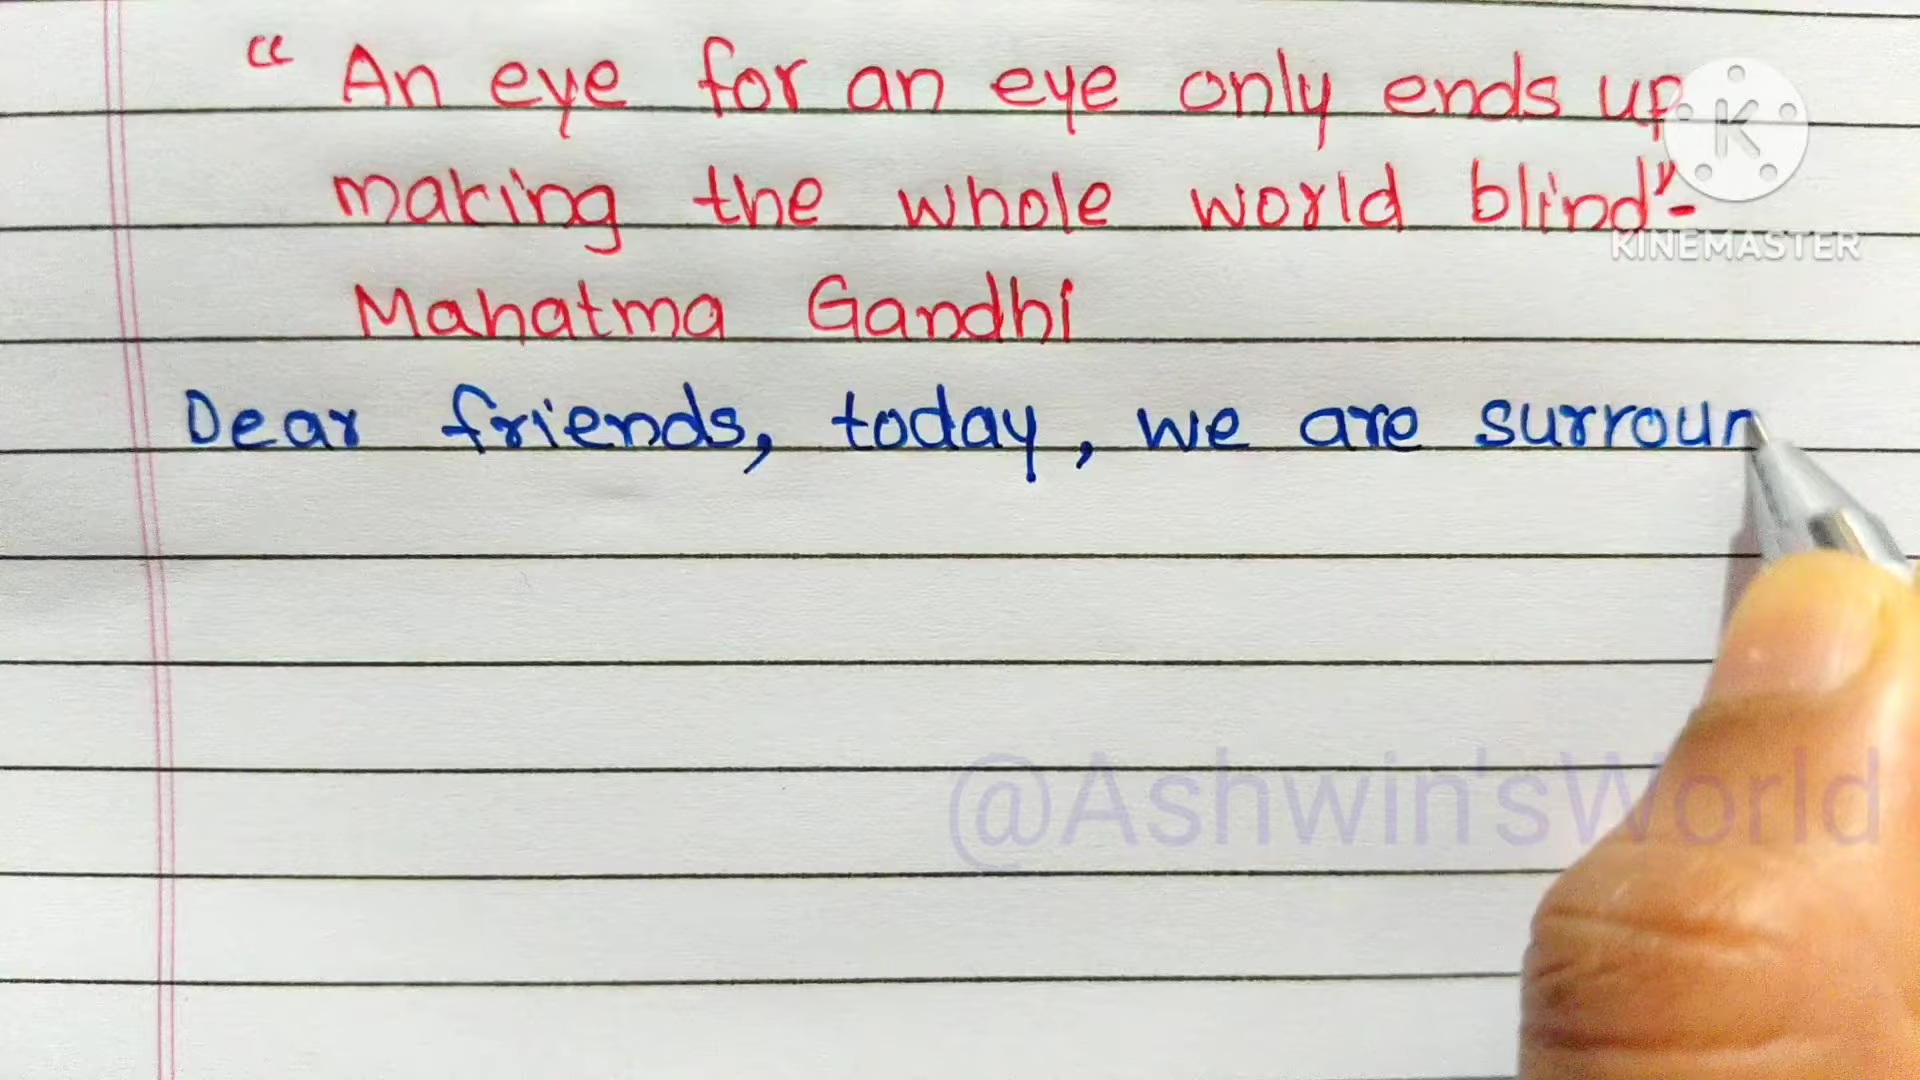 “ An eye for an eye only ends up
making the whole world blind”-
Mahatma Gandhi
Dear friends, today, we are surroun
KINEMASTER
@Ashwin'sWorld